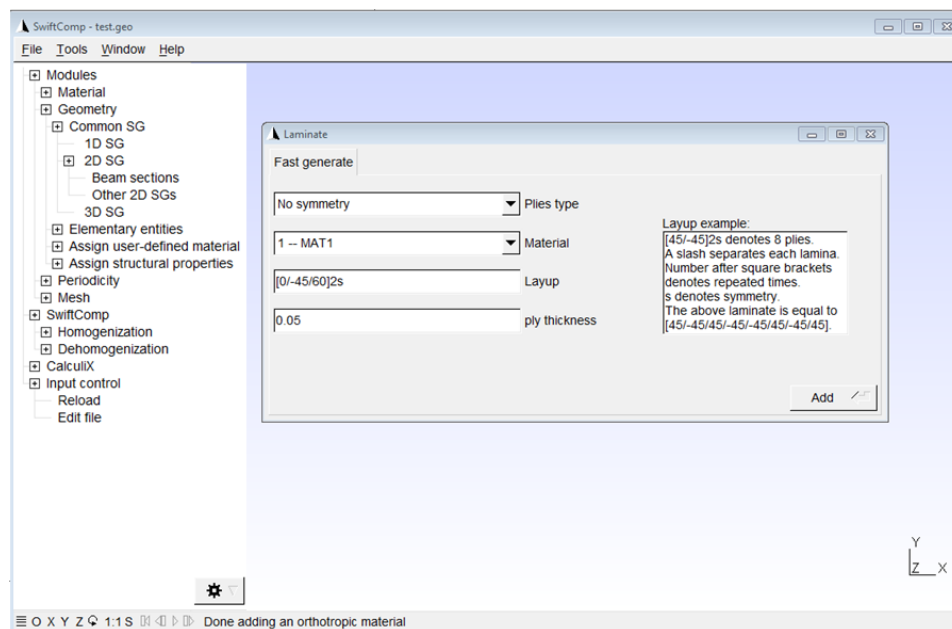 SwiftComp - test.geo
File Tools Window Help
Modules
Material
Geometry
Common SG
1D SG
2D SG
Beam sections
Other 2D SGs
3D SG
Elementary entities
Assign user-defined material
Assign structural properties
Periodicity
Mesh
SwiftComp
Homogenization
Dehomogenization
CalculiX
Input control
Reload
Edit file
Laminate
Fast generate
No symmetry Plies type
1 -- MAT1 Material
[0/-45/60]2s Layup
0.05 ply thickness
Layup example:
[45/-45]2s denotes 8 plies.
A slash separates each lamina.
Number after square brackets
denotes repeated times.
s denotes symmetry.
The above laminate is equal to
[45/-45/45/-45/-45/45/-45/45].
Add
Y
Z X
O X Y Z 1:1 S Done adding an orthotropic material